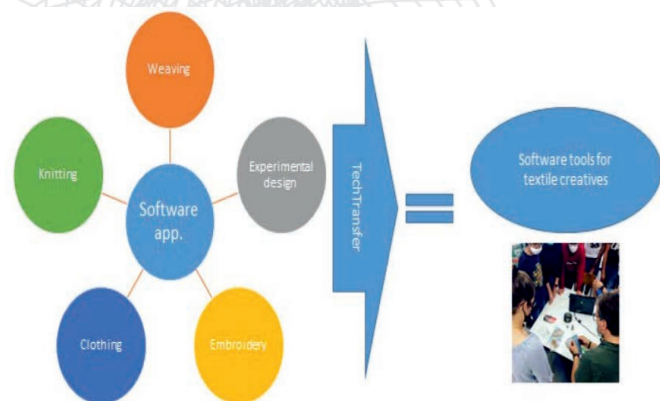 Weaving
Knitting
Experimental
design
Software
app.
Clothing
Embroidery
TechTransfer
Software tools for
textile creatives